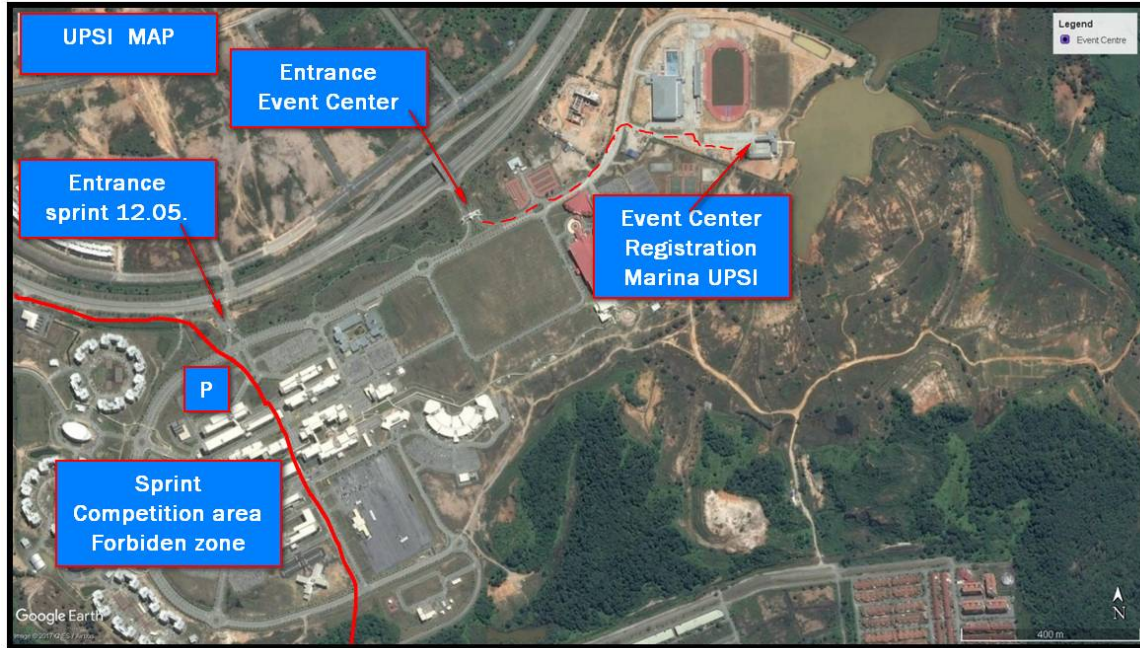 UPSI MAP
Entrance
Event Center
Entrance
sprint 12.05.
Event Center
Registration
Marina UPSI
P
Sprint
Competition area
Forbiden zone
Legend
Event Centre
Google Earth
N
400 m